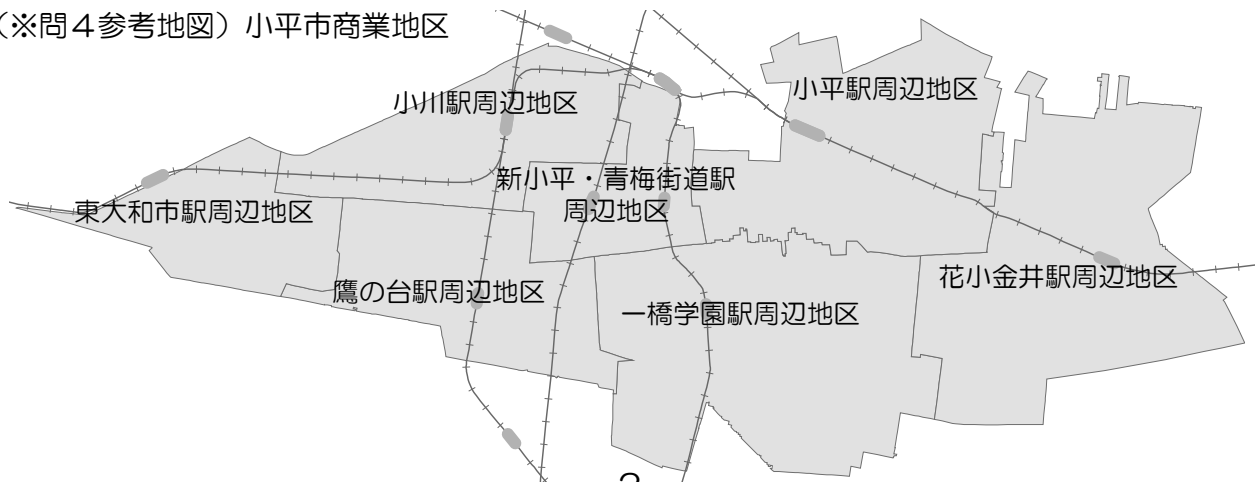 （※問４参考地図）小平市商業地区
小川駅周辺地区
小平駅周辺地区
新小平・青梅街道駅
周辺地区
東大和市駅周辺地区
鷹の台駅周辺地区
一橋学園駅周辺地区
花小金井駅周辺地区